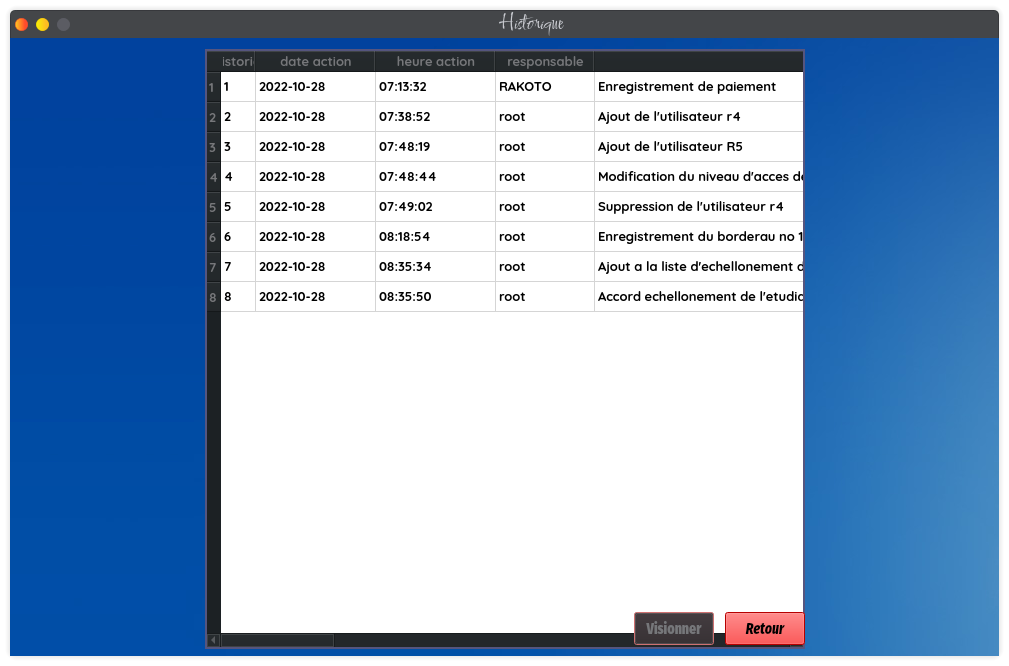 Historique
istori date action heure action responsable
1 1 2022-10-28 07:13:32 RAKOTO Enregistrement de paiement
2 2 2022-10-28 07:38:52 root Ajout de l'utilisateur r4
3 3 2022-10-28 07:48:19 root Ajout de l'utilisateur R5
4 4 2022-10-28 07:48:44 root Modification du niveau d'acces de
5 5 2022-10-28 07:49:02 root Suppression de l'utilisateur r4
6 6 2022-10-28 08:18:54 root Enregistrement du borderau no 1
7 7 2022-10-28 08:35:34 root Ajout a la liste d'echellonement d
8 8 2022-10-28 08:35:50 root Accord echellonement de l'etudia
Visionner Retour